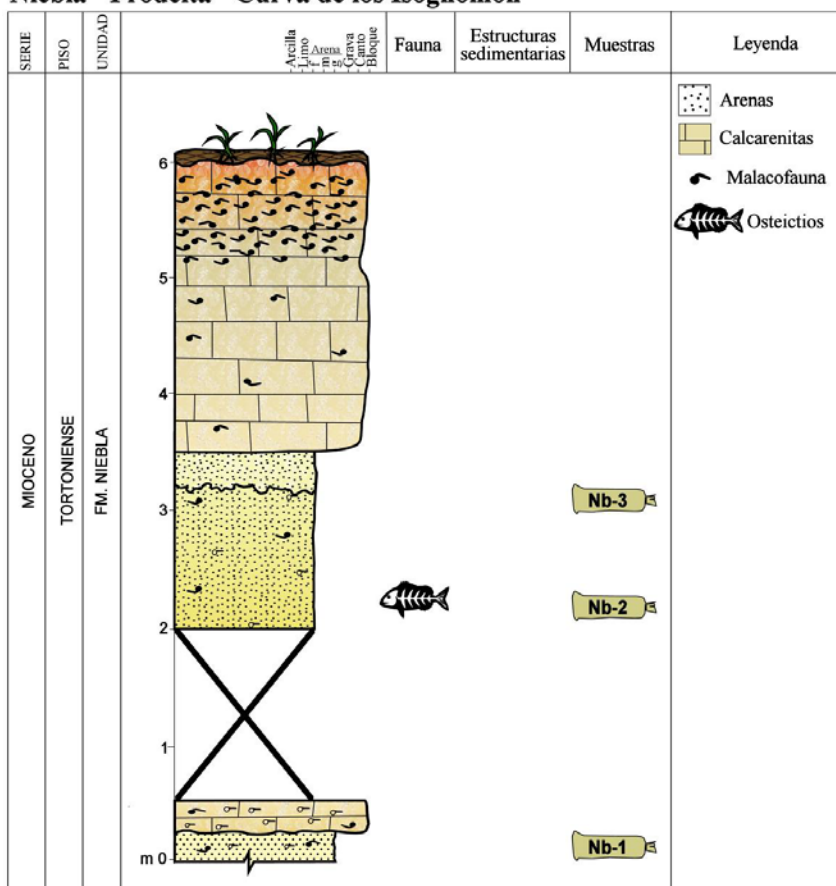 Niebla - Prodelta - Curva de los Isognomon
SERIE
PISO
UNIDAD
Arcilla
Limo
Arena
f
m
g
Grava
Canto
Bloque
Fauna
Estructuras
sedimentarias
Muestras
Leyenda
Arenas
Calcarenitas
Malacofauna
Osteictios
MIOCENO
TORTONIENSE
FM. NIEBLA
6
5
4
3
2
1
m 0
Nb-3
Nb-2
Nb-1